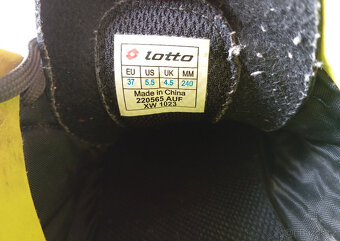 lotto
EU US UK MM
37 5.5 4.5 240
Made in China
220565 AUF
XW 1023